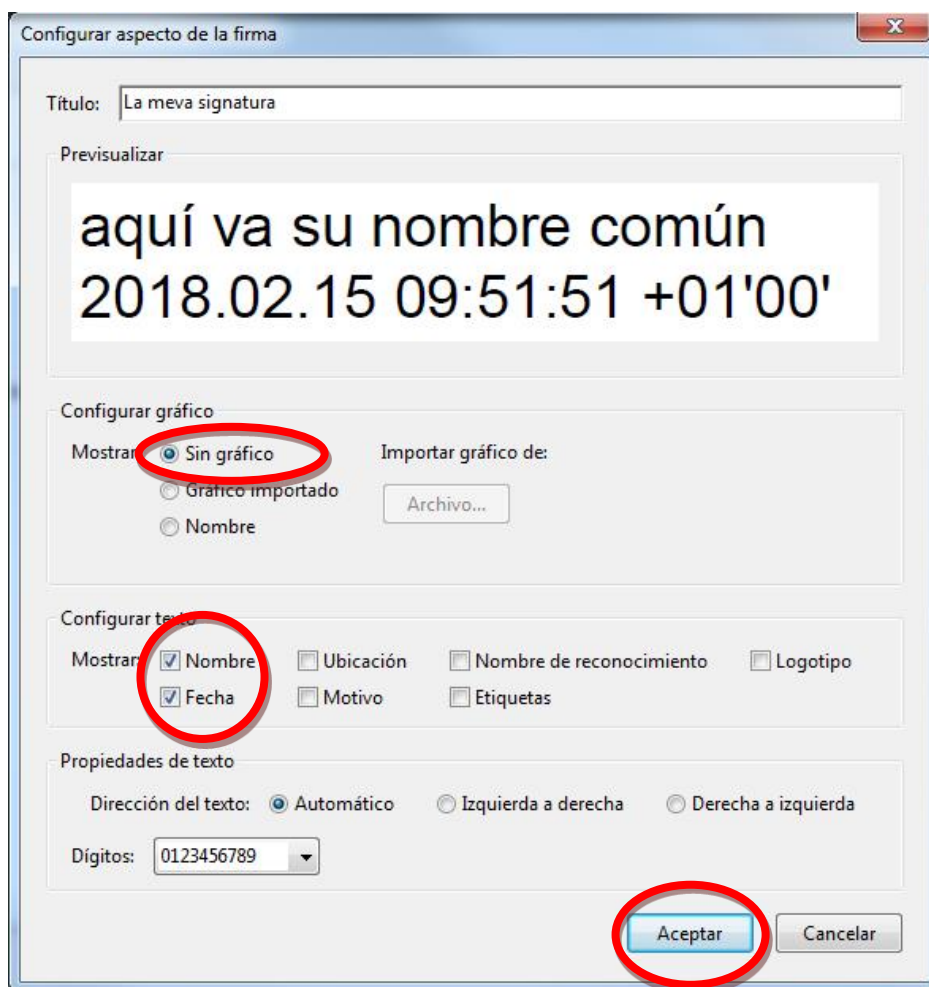 Configurar aspecto de la firma
Título: La meva signatura
Previsualizar
aquí va su nombre común
2018.02.15 09:51:51 +01'00'
Configurar gráfico
Mostrar: Sin gráfico Importar gráfico de:
Gráfico importado Archivo...
Nombre
Configurar texto
Mostrar: Nombre Ubicación Nombre de reconocimiento Logotipo
Fecha Motivo Etiquetas
Propiedades de texto
Dirección del texto: Automático Izquierda a derecha Derecha a izquierda
Dígitos: 0123456789
Aceptar Cancelar